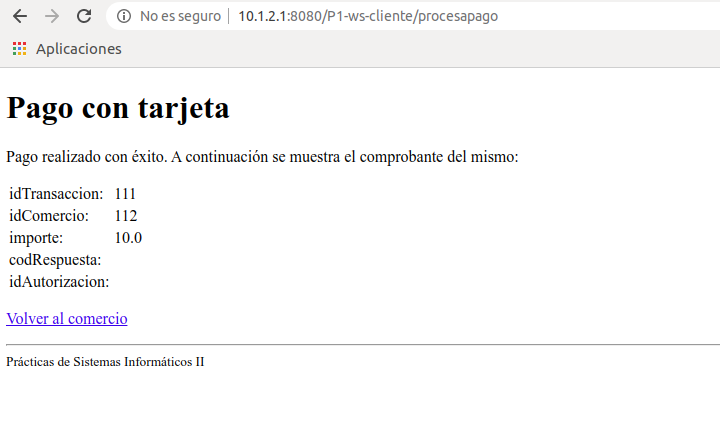 No es seguro | 10.1.2.1:8080/P1-ws-cliente/procesapago
Aplicaciones
Pago con tarjeta
Pago realizado con éxito. A continuación se muestra el comprobante del mismo:
idTransaccion: 111
idComercio: 112
importe: 10.0
codRespuesta:
idAutorizacion:
Volver al comercio
Prácticas de Sistemas Informáticos II